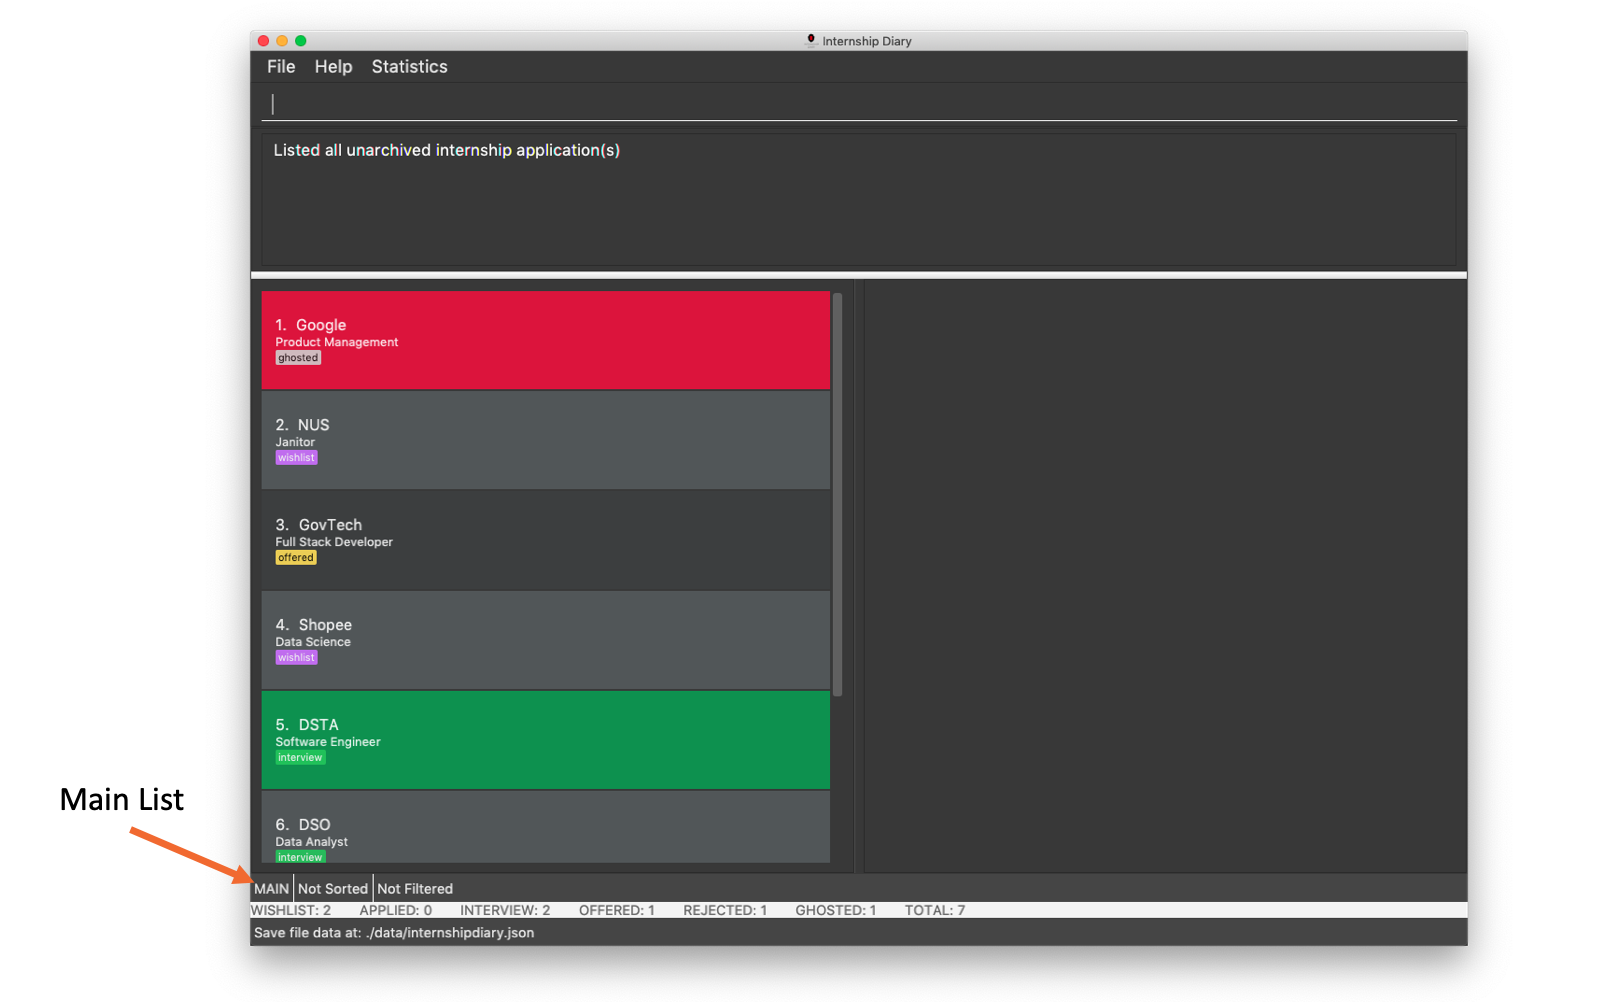 Internship Diary
File Help Statistics
Listed all unarchived internship application(s)
1. Google
Product Management
ghosted
2. NUS
Janitor
wishlist
3. GovTech
Full Stack Developer
offered
4. Shopee
Data Science
wishlist
5. DSTA
Software Engineer
interview
6. DSO
Data Analyst
interview
Main List
MAIN Not Sorted Not Filtered
WISHLIST: 2 APPLIED: 0 INTERVIEW: 2 OFFERED: 1 REJECTED: 1 GHOSTED: 1 TOTAL: 7
Save file data at: ./data/internshipdiary.json